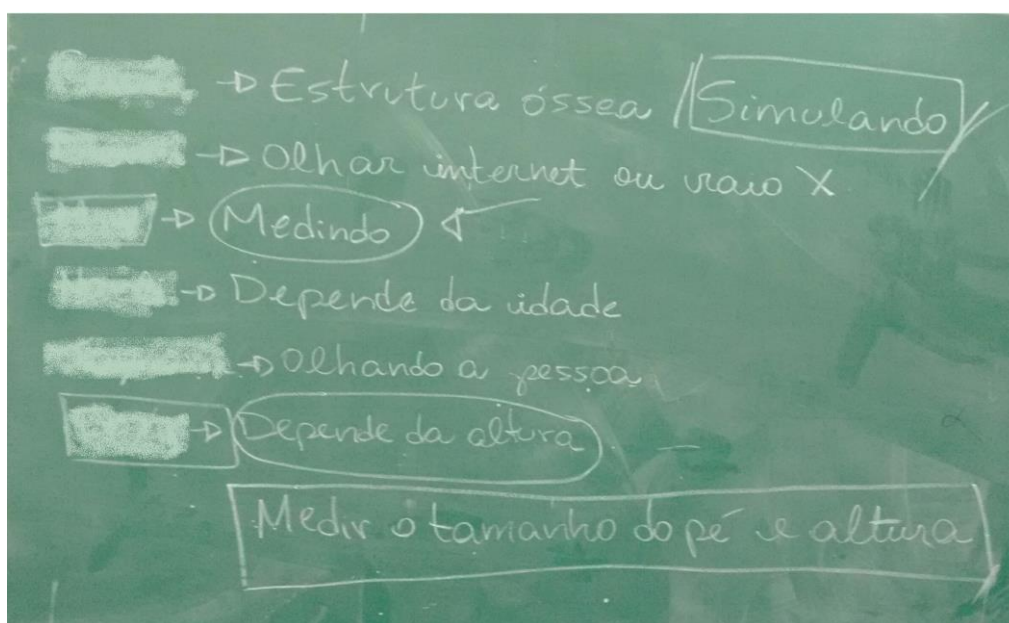 Estrutura óssea Simulando
Olhar internet ou raio X
Medindo
Depende da idade
Olhando a pessoa
Depende da altura
Medir o tamanho do pé e altura